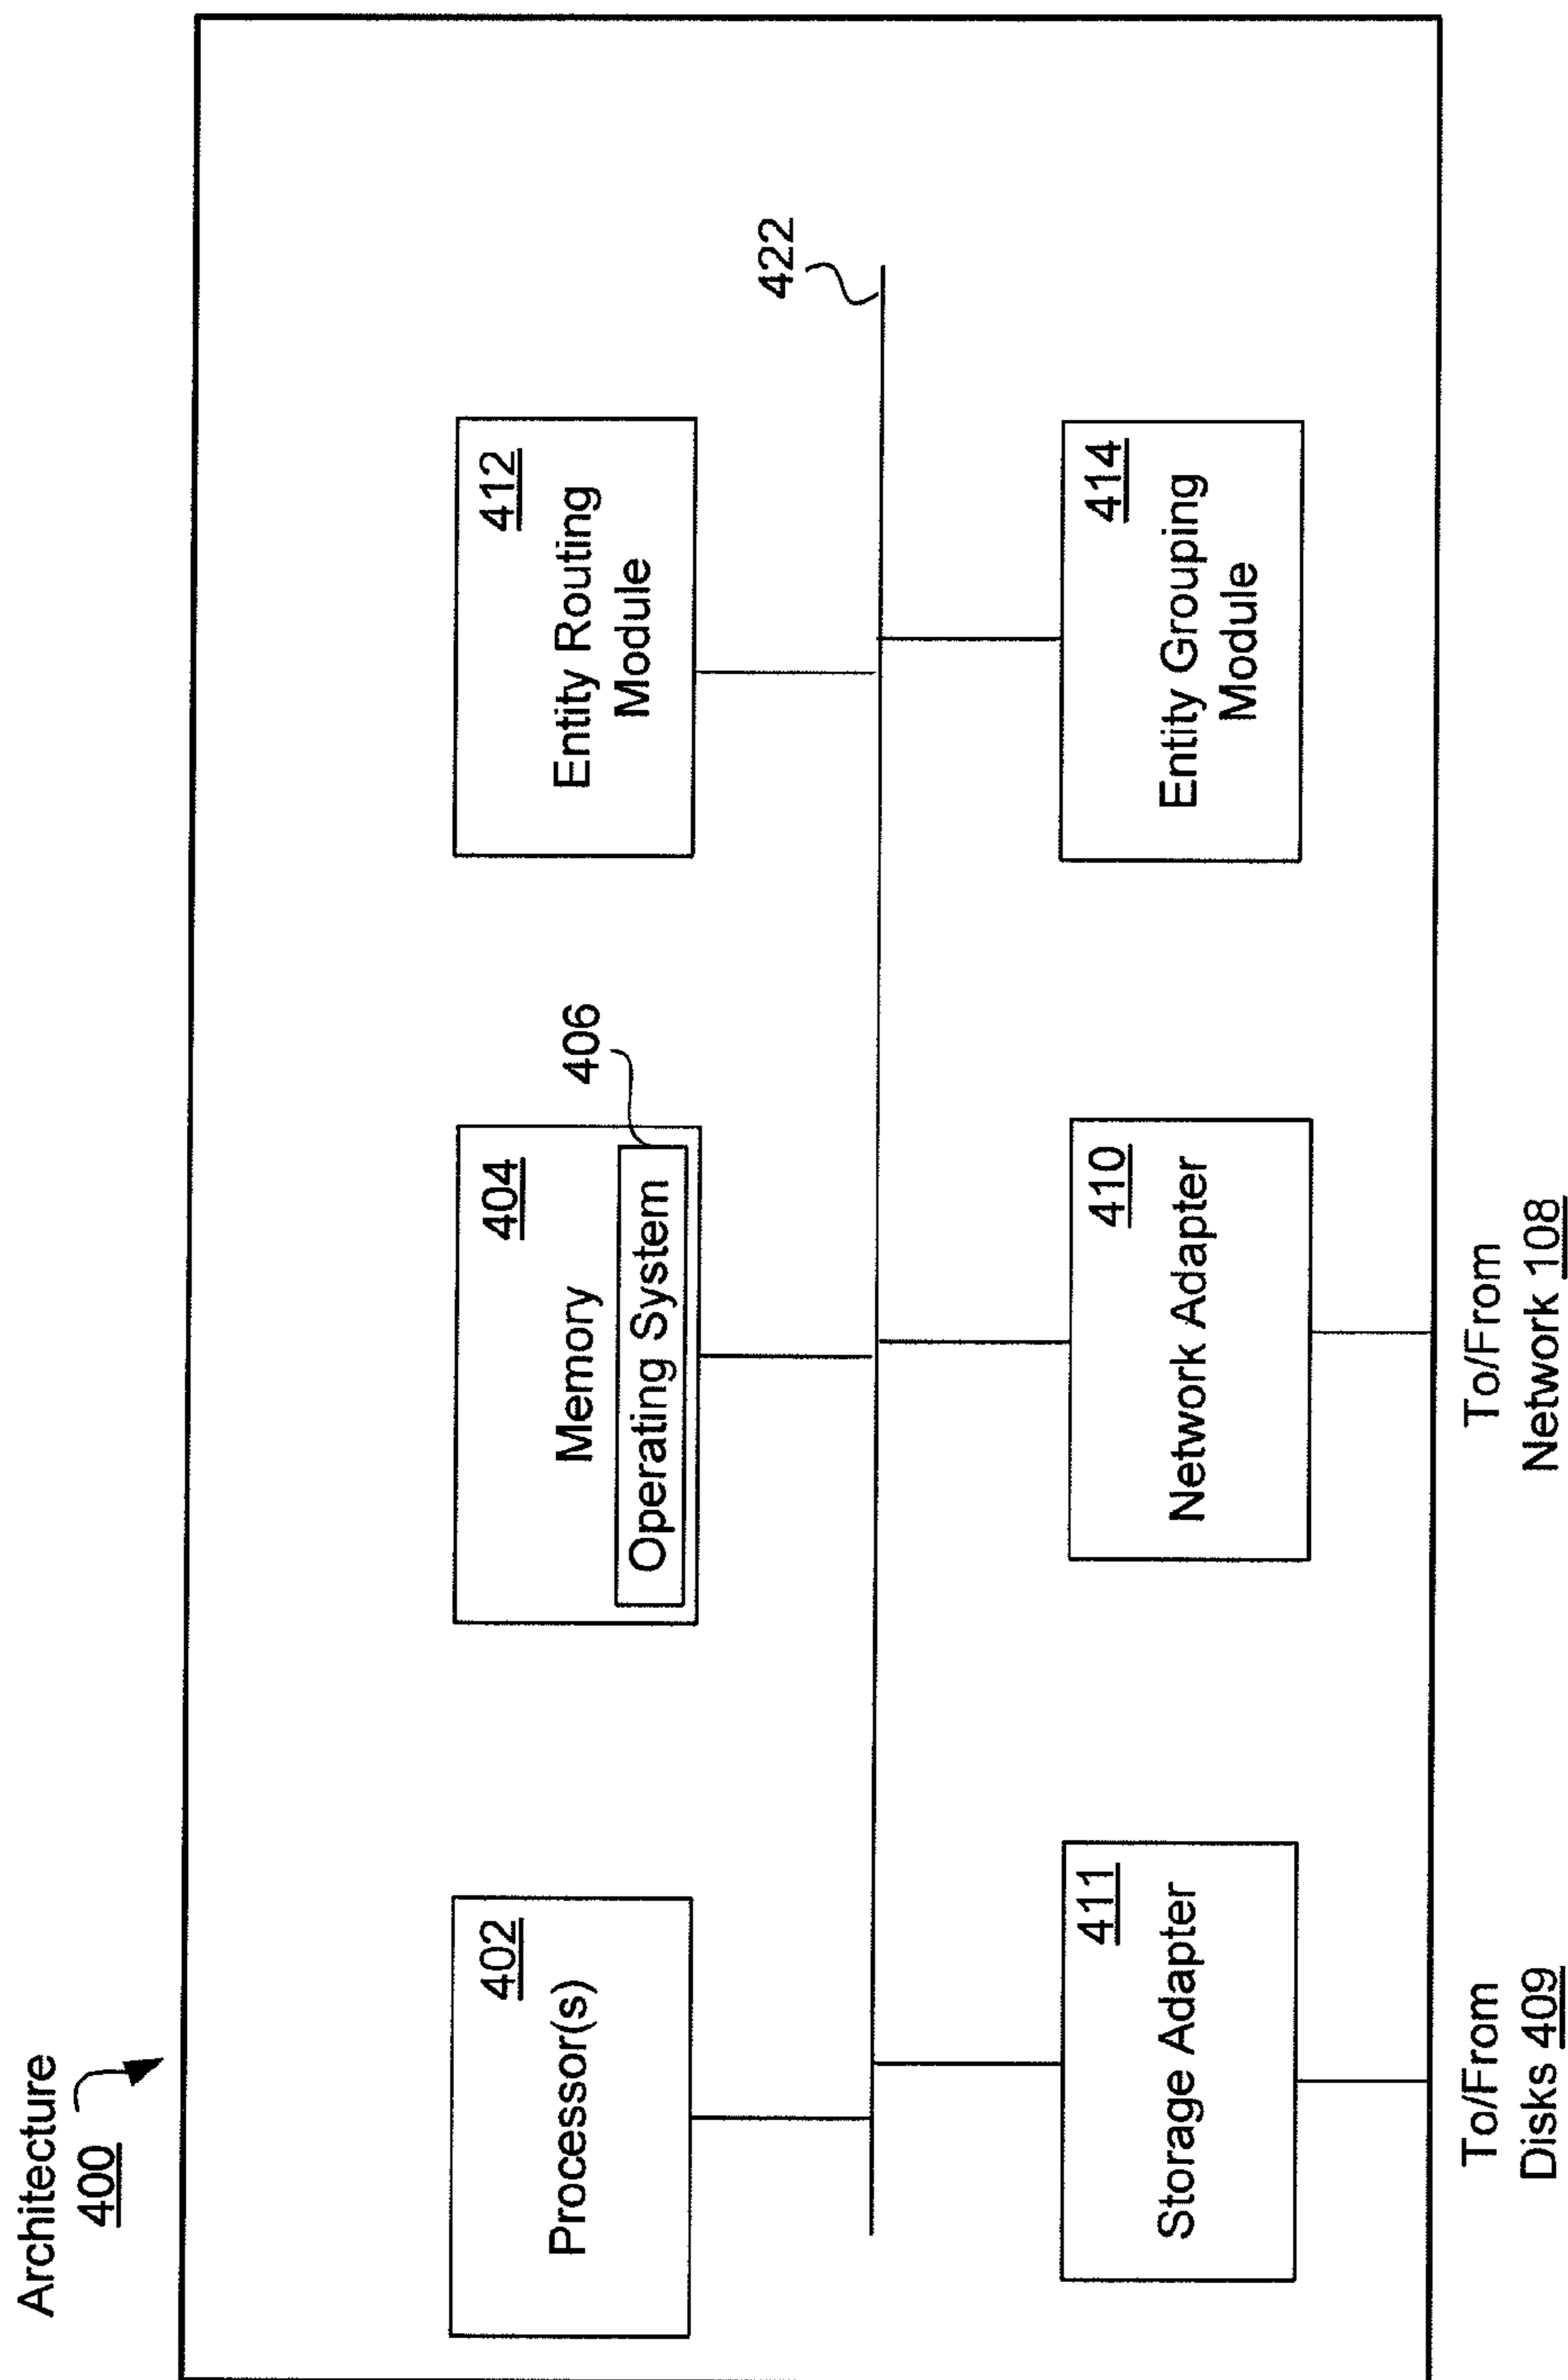 Architecture
400
402
Processor(s)
404
Memory
Operating System
406
412
Entity Routing
Module
422
411
Storage Adapter
410
Network Adapter
414
Entity Grouping
Module
To/From
Disks 409
To/From
Network 108